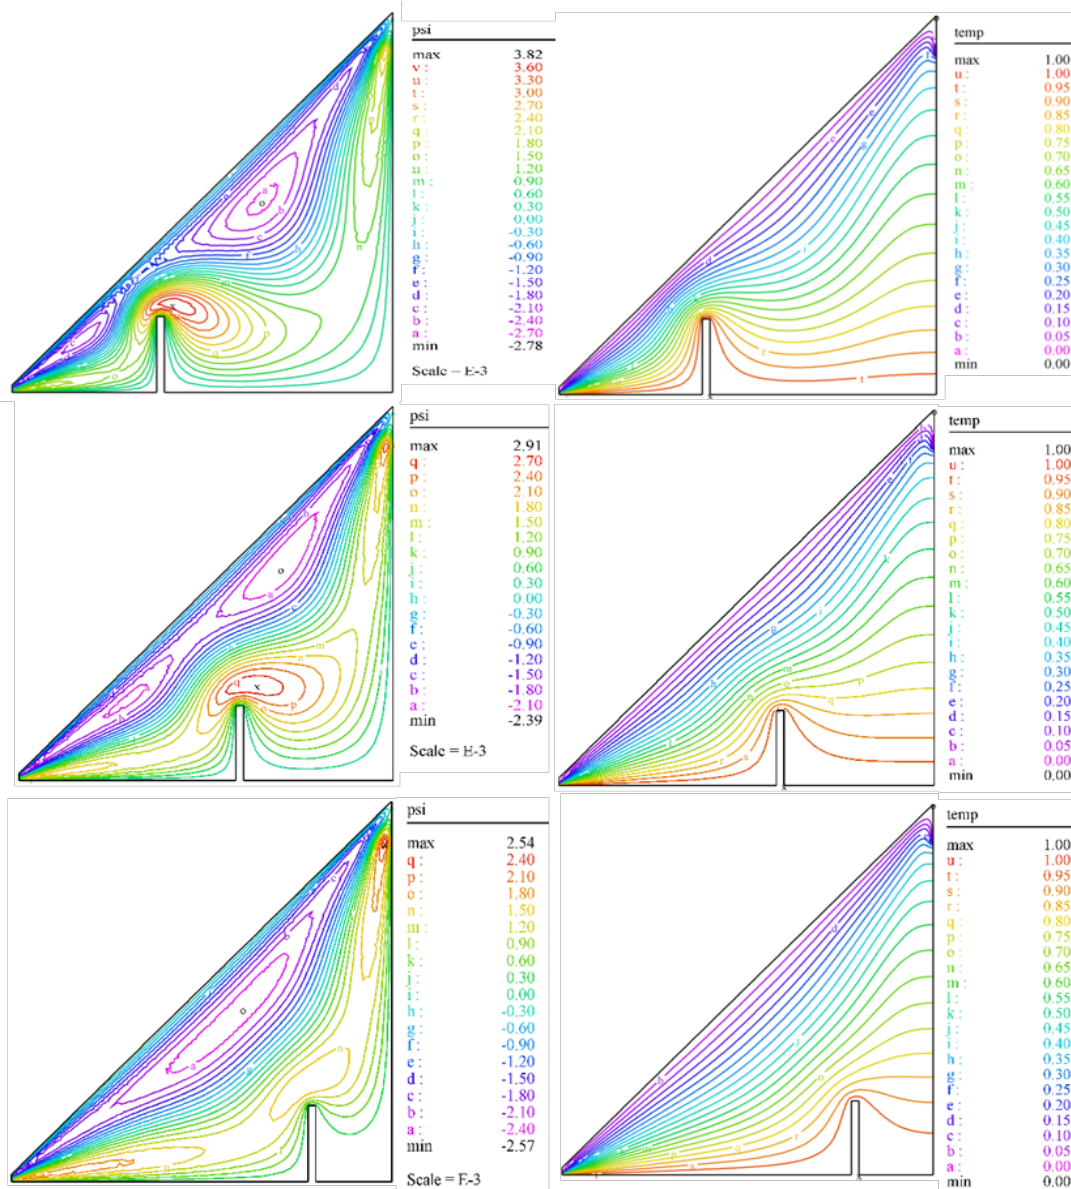 psi
max 3.82
v : 3.60
u : 3.30
t : 3.00
s : 2.70
r : 2.40
q : 2.10
p : 1.80
o : 1.50
n : 1.20
m : 0.90
l : 0.60
k : 0.30
j : 0.00
i : -0.30
h : -0.60
g : -0.90
f : -1.20
e : -1.50
d : -1.80
c : -2.10
b : -2.40
a : -2.70
min -2.78
Scale = E-3
temp
max 1.00
u : 1.00
t : 0.95
s : 0.90
r : 0.85
q : 0.80
p : 0.75
o : 0.70
n : 0.65
m : 0.60
l : 0.55
k : 0.50
j : 0.45
i : 0.40
h : 0.35
g : 0.30
f : 0.25
e : 0.20
d : 0.15
c : 0.10
b : 0.05
a : 0.00
min 0.00
psi
max 2.91
q : 2.70
p : 2.40
o : 2.10
n : 1.80
m : 1.50
l : 1.20
k : 0.90
j : 0.60
i : 0.30
h : 0.00
g : -0.30
f : -0.60
e : -0.90
d : -1.20
c : -1.50
b : -1.80
a : -2.10
min -2.39
Scale = E-3
temp
max 1.00
u : 1.00
t : 0.95
s : 0.90
r : 0.85
q : 0.80
p : 0.75
o : 0.70
n : 0.65
m : 0.60
l : 0.55
k : 0.50
j : 0.45
i : 0.40
h : 0.35
g : 0.30
f : 0.25
e : 0.20
d : 0.15
c : 0.10
b : 0.05
a : 0.00
min 0.00
psi
max 2.54
q : 2.40
p : 2.10
o : 1.80
n : 1.50
m : 1.20
l : 0.90
k : 0.60
j : 0.30
i : 0.00
h : -0.30
g : -0.60
f : -0.90
e : -1.20
d : -1.50
c : -1.80
b : -2.10
a : -2.40
min -2.57
Scale = E-3
temp
max 1.00
u : 1.00
t : 0.95
s : 0.90
r : 0.85
q : 0.80
p : 0.75
o : 0.70
n : 0.65
m : 0.60
l : 0.55
k : 0.50
j : 0.45
i : 0.40
h : 0.35
g : 0.30
f : 0.25
e : 0.20
d : 0.15
c : 0.10
b : 0.05
a : 0.00
min 0.00